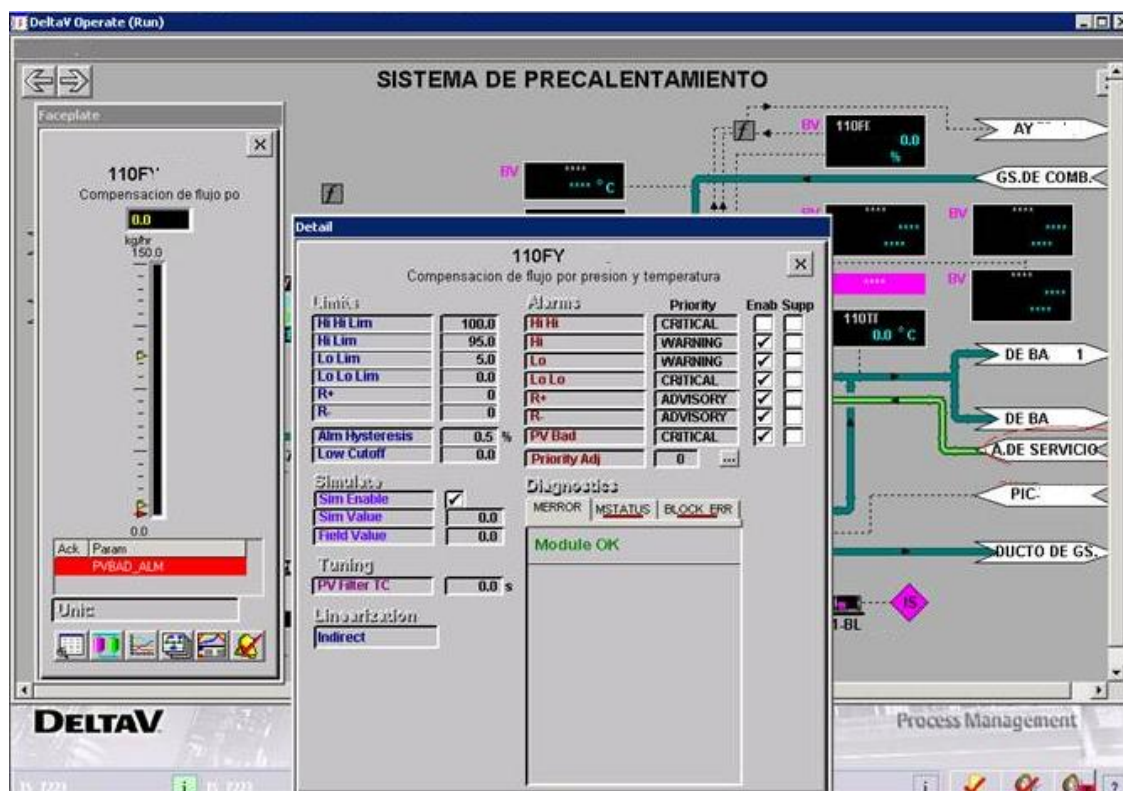 DeltaV Operate (Run)
SISTEMA DE PRECALENTAMIENTO
Faceplate
110FY
Compensacion de flujo po
0.0
kg/hr
150.0
0.0
Ack Param
PVBAD_ALM
BV
**** 
**** °C
f
f
BV
0.0
%
AY
GS.DE COMB.
BV
****
****
****
****
BV
****
****
****
****
110TI
0.0 °C
DE BA 1
DE BA
A.DE SERVICIO
PIC-
DUCTO DE GS.
IS
1-BL
Detail
110FY
Compensacion de flujo por presion y temperatura
Limits
Hi Hi Lim 100.0
Hi Lim 95.0
Lo Lim 5.0
Lo Lo Lim 0.0
R+ 0
R- 0
Alm Hysteresis 0.5 %
Low Cutoff 0.0
Simulate
Sim Enable
Sim Value 0.0
Field Value 0.0
Tuning
PV Filter TC 0.0 s
Linearization
Indirect
Alarms Priority Enab Supp
Hi Hi CRITICAL
Hi WARNING
Lo WARNING
Lo Lo CRITICAL
R+ ADVISORY
R- ADVISORY
PV Bad CRITICAL
Priority Adj 0 ...
Diagnostics
MERROR MSTATUS BLOCK_ERR
Module OK
DELTAV
Process Management